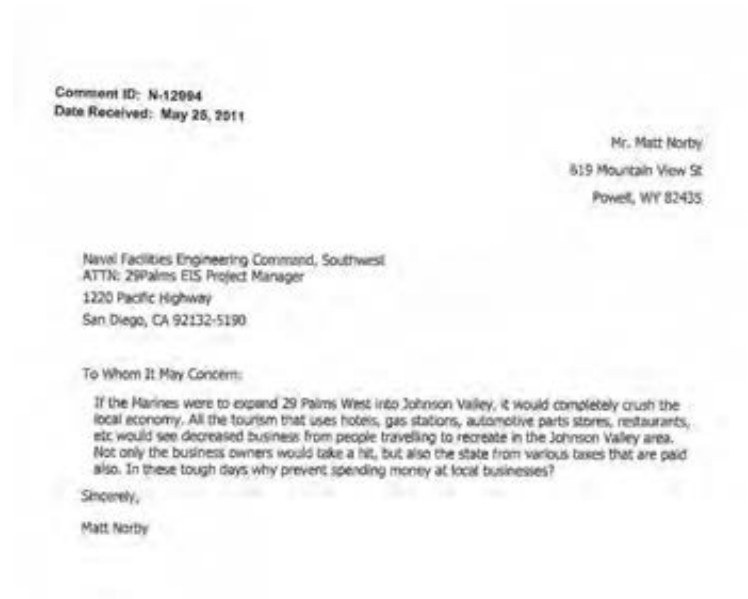 Comment ID: N-12994
Date Received: May 25, 2011
Mr. Matt Norby
619 Mountain View St
Powell, WY 82435
Naval Facilities Engineering Command, Southwest
ATTN: 29Palms EIS Project Manager
1220 Pacific Highway
San Diego, CA 92132-5190
To Whom It May Concern:
If the Marines were to expand 29 Palms West into Johnson Valley, it would completely crush the
local economy. All the tourism that uses hotels, gas stations, automotive parts stores, restaurants,
etc would see decreased business from people travelling to recreate in the Johnson Valley area.
Not only the business owners would take a hit, but also the state from various taxes that are paid
also. In these tough days why prevent spending money at local businesses?
Sincerely,
Matt Norby